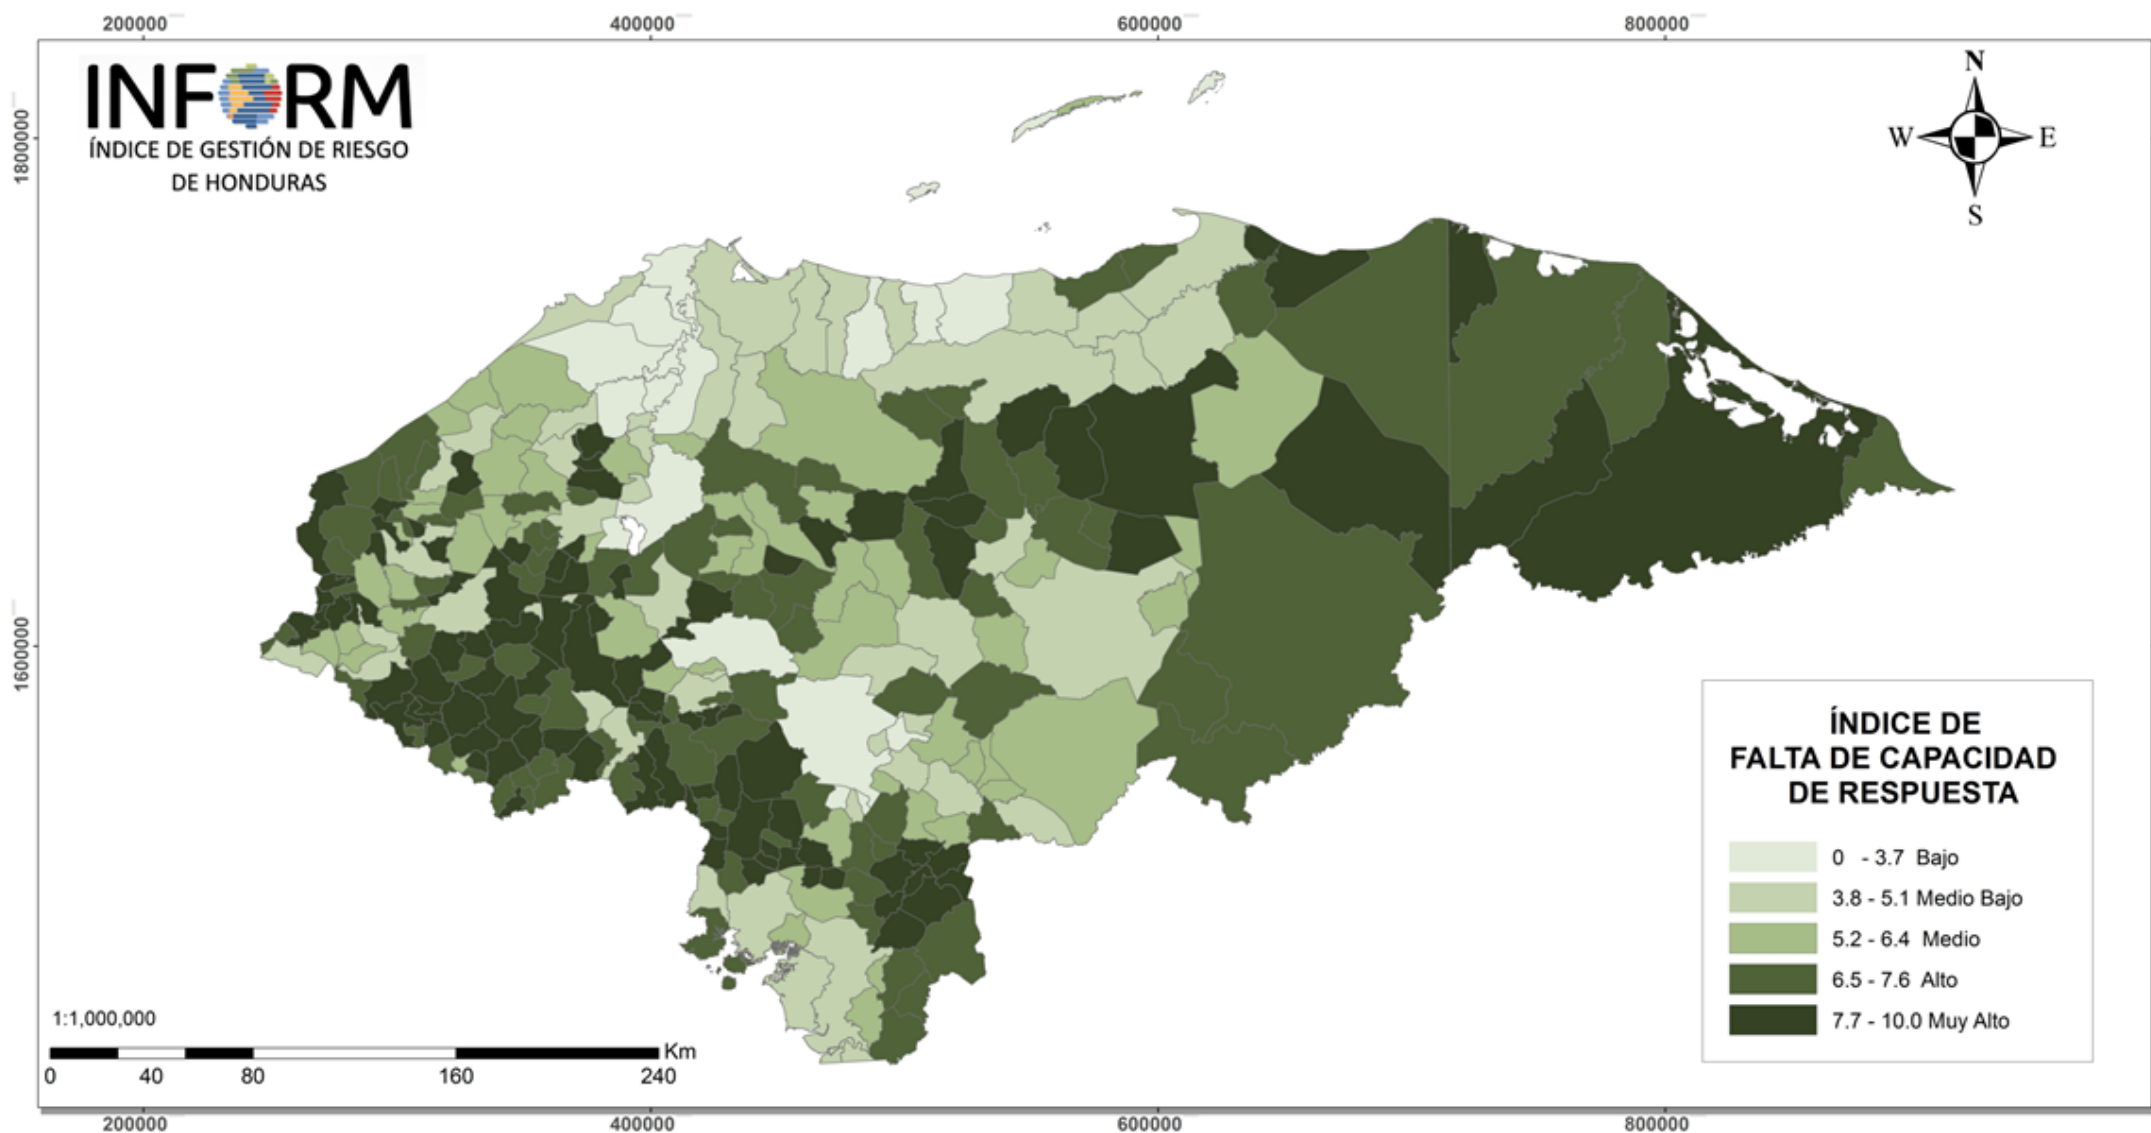 200000
400000
600000
800000
INFORM
ÍNDICE DE GESTIÓN DE RIESGO
DE HONDURAS
N
W
E
S
1800000
1600000
ÍNDICE DE
FALTA DE CAPACIDAD
DE RESPUESTA
0 - 3.7 Bajo
3.8 - 5.1 Medio Bajo
5.2 - 6.4 Medio
6.5 - 7.6 Alto
7.7 - 10.0 Muy Alto
1:1,000,000
Km
0 40 80 160 240
200000
400000
600000
800000